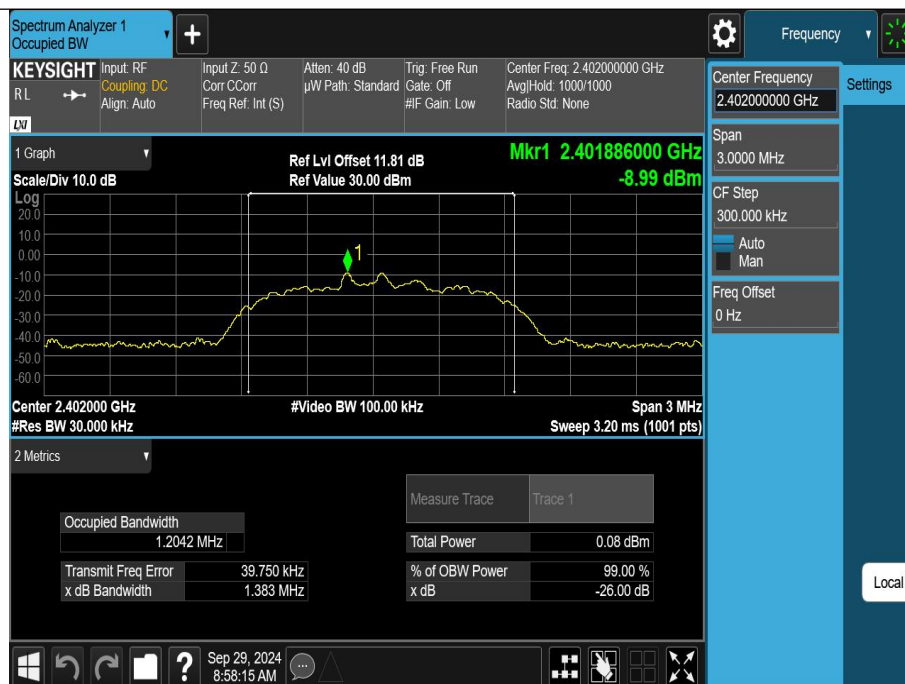 Spectrum Analyzer 1
Occupied BW
+
Frequency
KEYSIGHT
RL
LXI
Input: RF
Coupling: DC
Align: Auto
Input Z: 50 Ω
Corr CCorr
Freq Ref: Int (S)
Atten: 40 dB
µW Path: Standard
Trig: Free Run
Gate: Off
#IF Gain: Low
Center Freq: 2.402000000 GHz
Avg|Hold: 1000/1000
Radio Std: None
Center Frequency
2.402000000 GHz
Settings
Span
3.0000 MHz
CF Step
300.000 kHz
Auto
Man
Freq Offset
0 Hz
Local
1 Graph
Scale/Div 10.0 dB
Ref Lvl Offset 11.81 dB
Ref Value 30.00 dBm
Mkr1 2.401886000 GHz
-8.99 dBm
Log
20.0
10.0
0.00
-10.0
-20.0
-30.0
-40.0
-50.0
-60.0
1
Center 2.402000 GHz
#Res BW 30.000 kHz
#Video BW 100.00 kHz
Span 3 MHz
Sweep 3.20 ms (1001 pts)
2 Metrics
Measure Trace Trace 1
Occupied Bandwidth
1.2042 MHz
Total Power 0.08 dBm
Transmit Freq Error 39.750 kHz
% of OBW Power 99.00 %
x dB Bandwidth 1.383 MHz
x dB -26.00 dB
?
Sep 29, 2024
8:58:15 AM